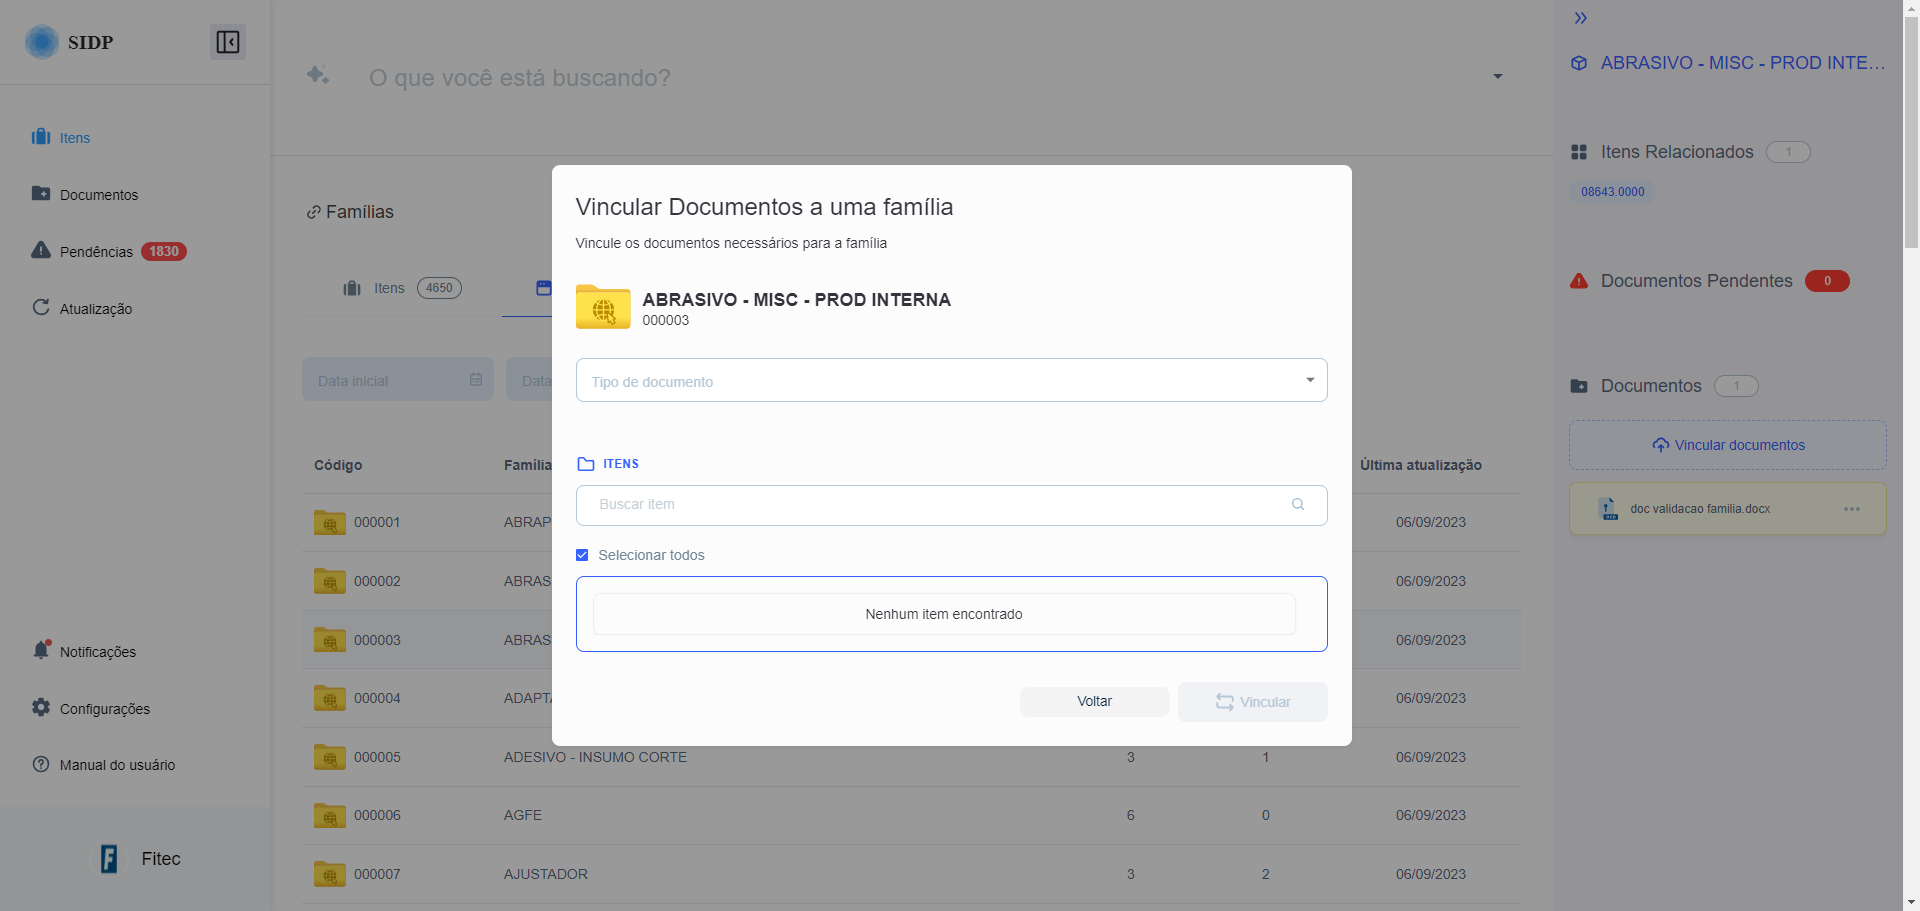 SIDP
Itens
Documentos
Pendências 1830
Atualização
Notificações
Configurações
Manual do usuário
Fitec
O que você está buscando?
Famílias
Itens 4650
Data inicial
Data
Código Família Última atualização
000001 ABRAP 06/09/2023
000002 ABRAS 06/09/2023
000003 ABRAS 06/09/2023
000004 ADAPTA 06/09/2023
000005 ADESIVO - INSUMO CORTE 3 1 06/09/2023
000006 AGFE 6 0 06/09/2023
000007 AJUSTADOR 3 2 06/09/2023
Vincular Documentos a uma família
Vincule os documentos necessários para a família
ABRASIVO - MISC - PROD INTERNA
000003
Tipo de documento
ITENS
Buscar item
Selecionar todos
Nenhum item encontrado
Voltar
Vincular
ABRASIVO - MISC - PROD INTE...
Itens Relacionados 1
08643.0000
Documentos Pendentes 0
Documentos 1
Vincular documentos
doc validacao familia.docx